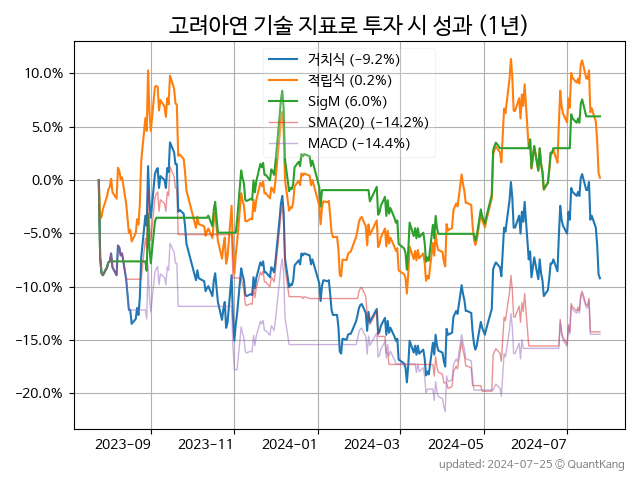 고려아연 기술 지표로 투자 시 성과 (1년)
거치식 (−9.2%)
적립식 (0.2%)
SigM (6.0%)
SMA(20) (−14.2%)
MACD (−14.4%)
10.0%
5.0%
0.0%
−5.0%
−10.0%
−15.0%
−20.0%
2023−09
2023−11
2024−01
2024−03
2024−05
2024−07
updated: 2024−07−25 © QuantKang